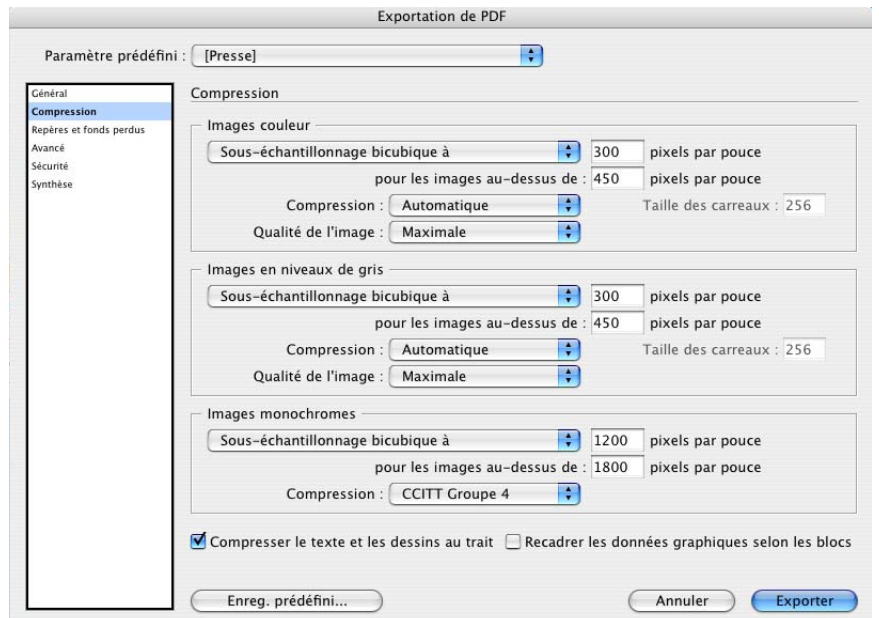 Exportation de PDF
Paramètre prédéfini : [Presse]
Général
Compression
Repères et fonds perdus
Avancé
Sécurité
Synthèse
Compression
Images couleur
Sous-échantillonnage bicubique à 300 pixels par pouce
pour les images au-dessus de : 450 pixels par pouce
Compression : Automatique Taille des carreaux : 256
Qualité de l'image : Maximale
Images en niveaux de gris
Sous-échantillonnage bicubique à 300 pixels par pouce
pour les images au-dessus de : 450 pixels par pouce
Compression : Automatique Taille des carreaux : 256
Qualité de l'image : Maximale
Images monochromes
Sous-échantillonnage bicubique à 1200 pixels par pouce
pour les images au-dessus de : 1800 pixels par pouce
Compression : CCITT Groupe 4
Compresser le texte et les dessins au trait Recadrer les données graphiques selon les blocs
Enreg. prédéfini... Annuler Exporter